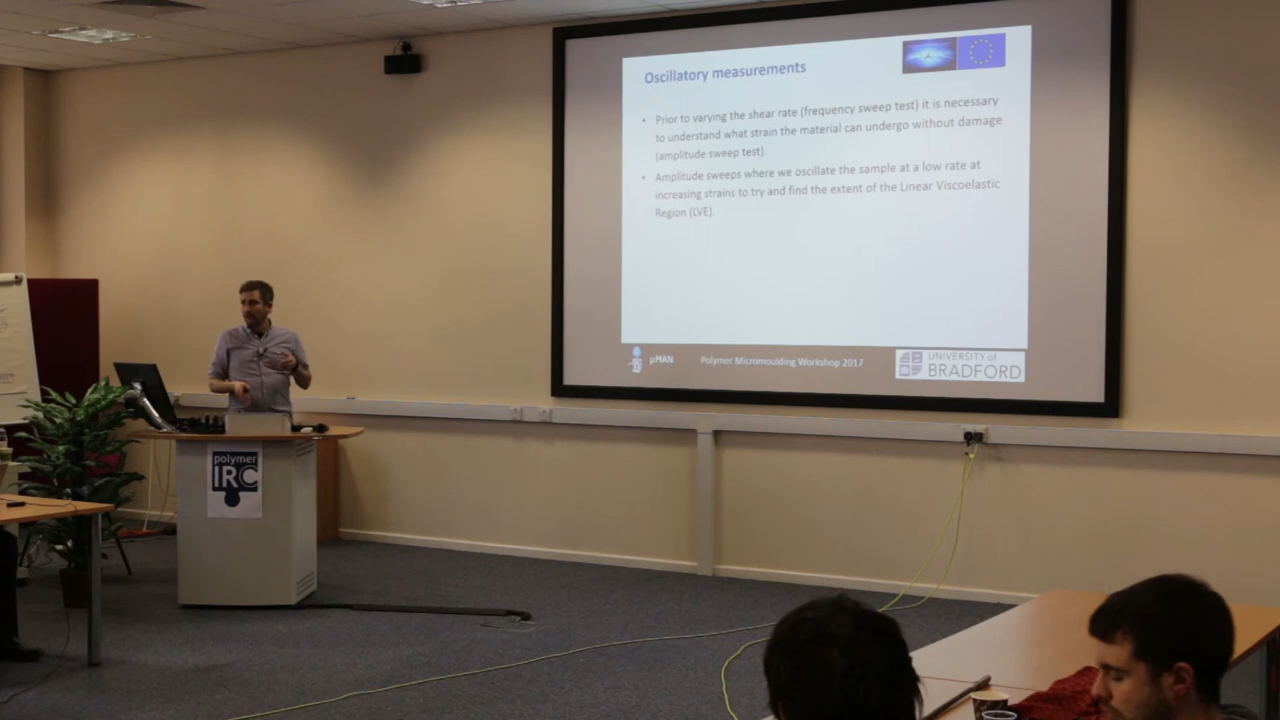 Oscillatory measurements
• Prior to varying the shear rate (frequency sweep test) it is necessary
to understand what strain the material can undergo without damage
(amplitude sweep test).
• Amplitude sweeps where we oscillate the sample at a low rate at
increasing strains to try and find the extent of the Linear Viscoelastic
Region (LVE).
µMAN
Polymer Micromoulding Workshop 2017
UNIVERSITY of
BRADFORD
polymer
IRC